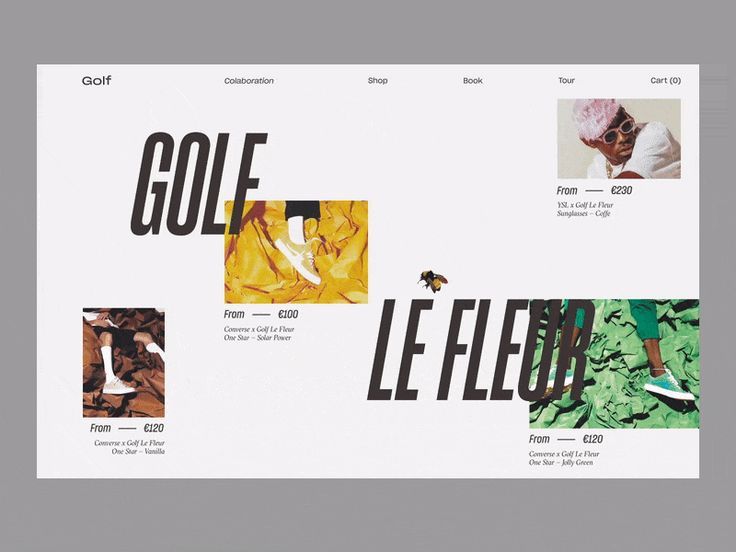 Golf
Colaboration
Shop
Book
Tour
Cart (0)
GOLF
From — €230
YSL x Golf Le Fleur
Sunglasses – Coffe
From — €100
Converse x Golf Le Fleur
One Star – Solar Power
LE FLEUR
From — €120
Converse x Golf Le Fleur
One Star – Vanilla
From — €120
Converse x Golf Le Fleur
One Star – Jolly Green